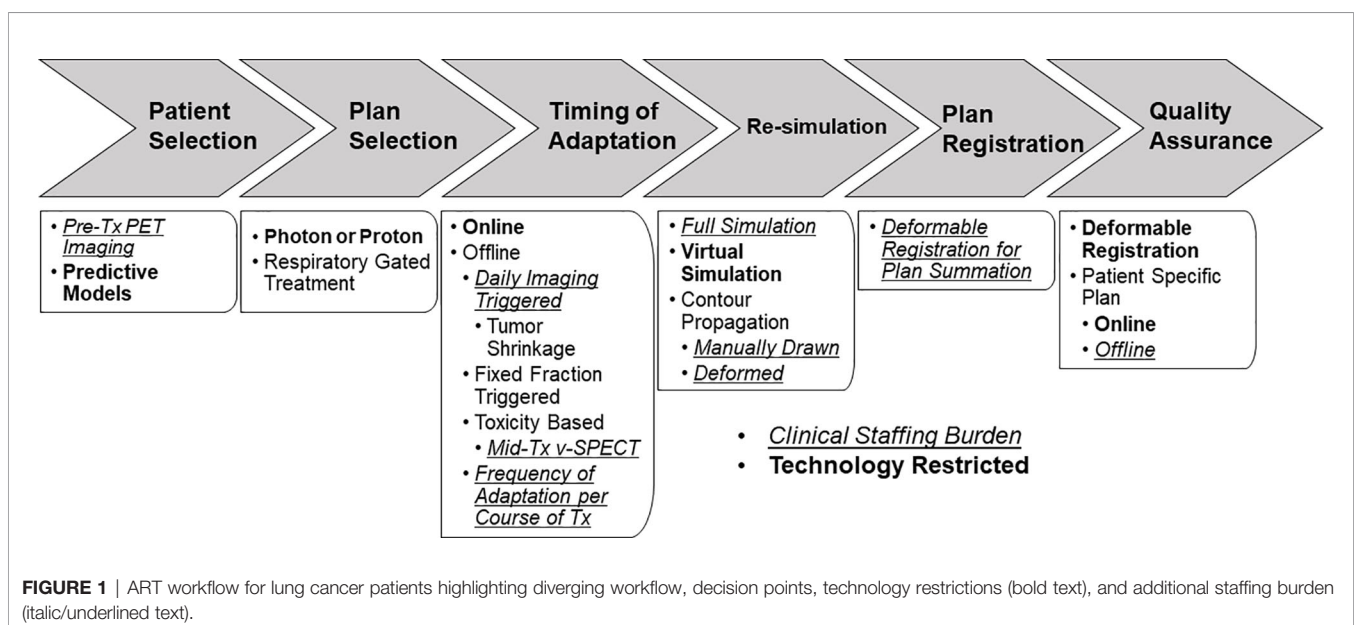 Patient
Selection
Plan
Selection
Timing of
Adaptation
Re-simulation
Plan
Registration
Quality
Assurance
• Pre-Tx PET
Imaging
• Predictive
Models
• Photon or Proton
• Respiratory Gated
Treatment
• Online
• Offline
• Daily Imaging
Triggered
• Tumor
Shrinkage
• Fixed Fraction
Triggered
• Toxicity Based
• Mid-Tx v-SPECT
• Frequency of
Adaptation per
Course of Tx
• Full Simulation
• Virtual
Simulation
• Contour
Propagation
• Manually Drawn
• Deformed
• Deformable
Registration for
Plan Summation
• Deformable
Registration
• Patient Specific
Plan
• Online
• Offline
• Clinical Staffing Burden
• Technology Restricted
FIGURE 1 | ART workflow for lung cancer patients highlighting diverging workflow, decision points, technology restrictions (bold text), and additional staffing burden
(italic/underlined text).